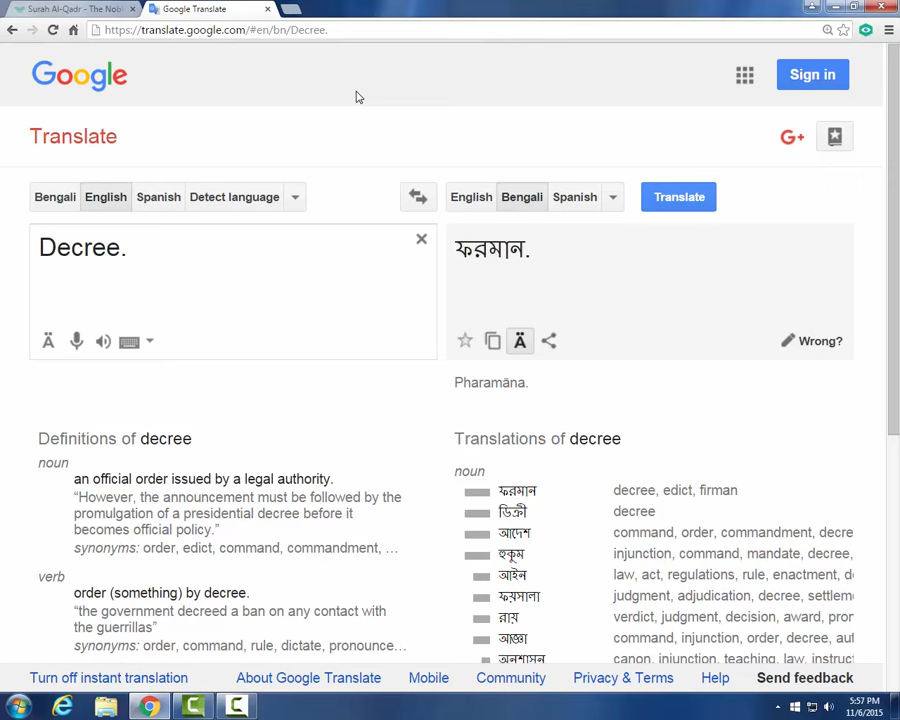 Surah Al-Qadr - The Nobl
Google Translate
https://translate.google.com/#en/bn/Decree.
Google
Sign in
Translate
G+
Bengali English Spanish Detect language
English Bengali Spanish Translate
Decree.
ফরমান.
Ä
Ä
Wrong?
Pharamāna.
Definitions of decree
noun
an official order issued by a legal authority.
“However, the announcement must be followed by the
promulgation of a presidential decree before it
becomes official policy.”
synonyms: order, edict, command, commandment, ...
verb
order (something) by decree.
“the government decreed a ban on any contact with
the guerrillas”
synonyms: order, command, rule, dictate, pronounce...
Translations of decree
noun
ফরমান decree, edict, firman
ডিক্রী decree
আদেশ command, order, commandment, decre
হুকুম injunction, command, mandate, decree,
আইন law, act, regulations, rule, enactment, d
ফয়সালা judgment, adjudication, decree, settlem
রায় verdict, judgment, decision, award, pror
আজ্ঞা command, injunction, order, decree, aut
অনুশাসন canon, injunction, teaching, law, instruc
Turn off instant translation About Google Translate Mobile Community Privacy & Terms Help Send feedback
5:57 PM
11/6/2015